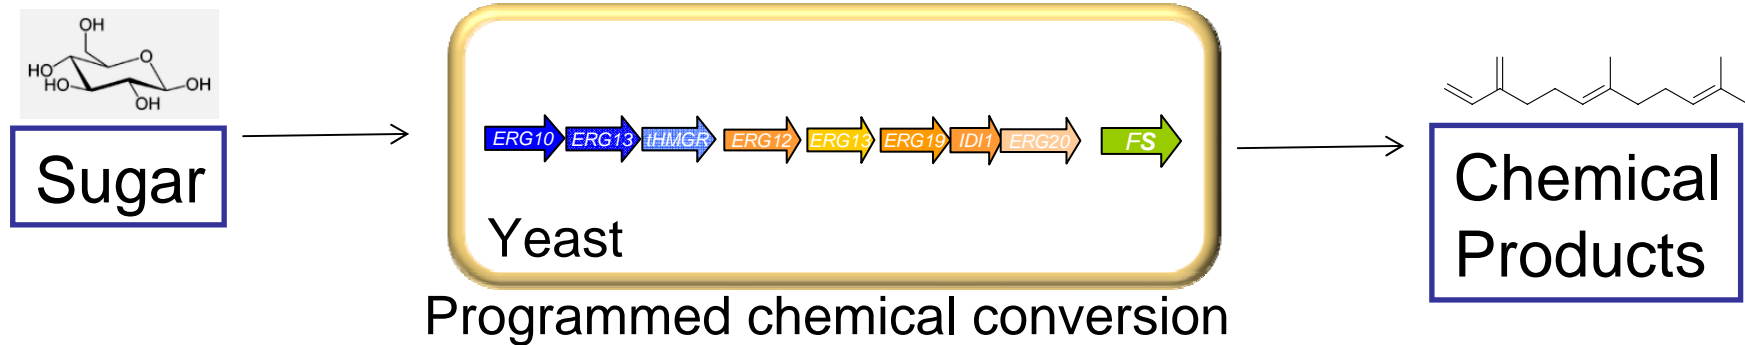 OH
O
HO
HO
OH
OH
Sugar
ERG10 ERG13 tHMGR ERG12 ERG13 ERG19 IDI1 ERG20 FS
Yeast
Programmed chemical conversion
Chemical
Products